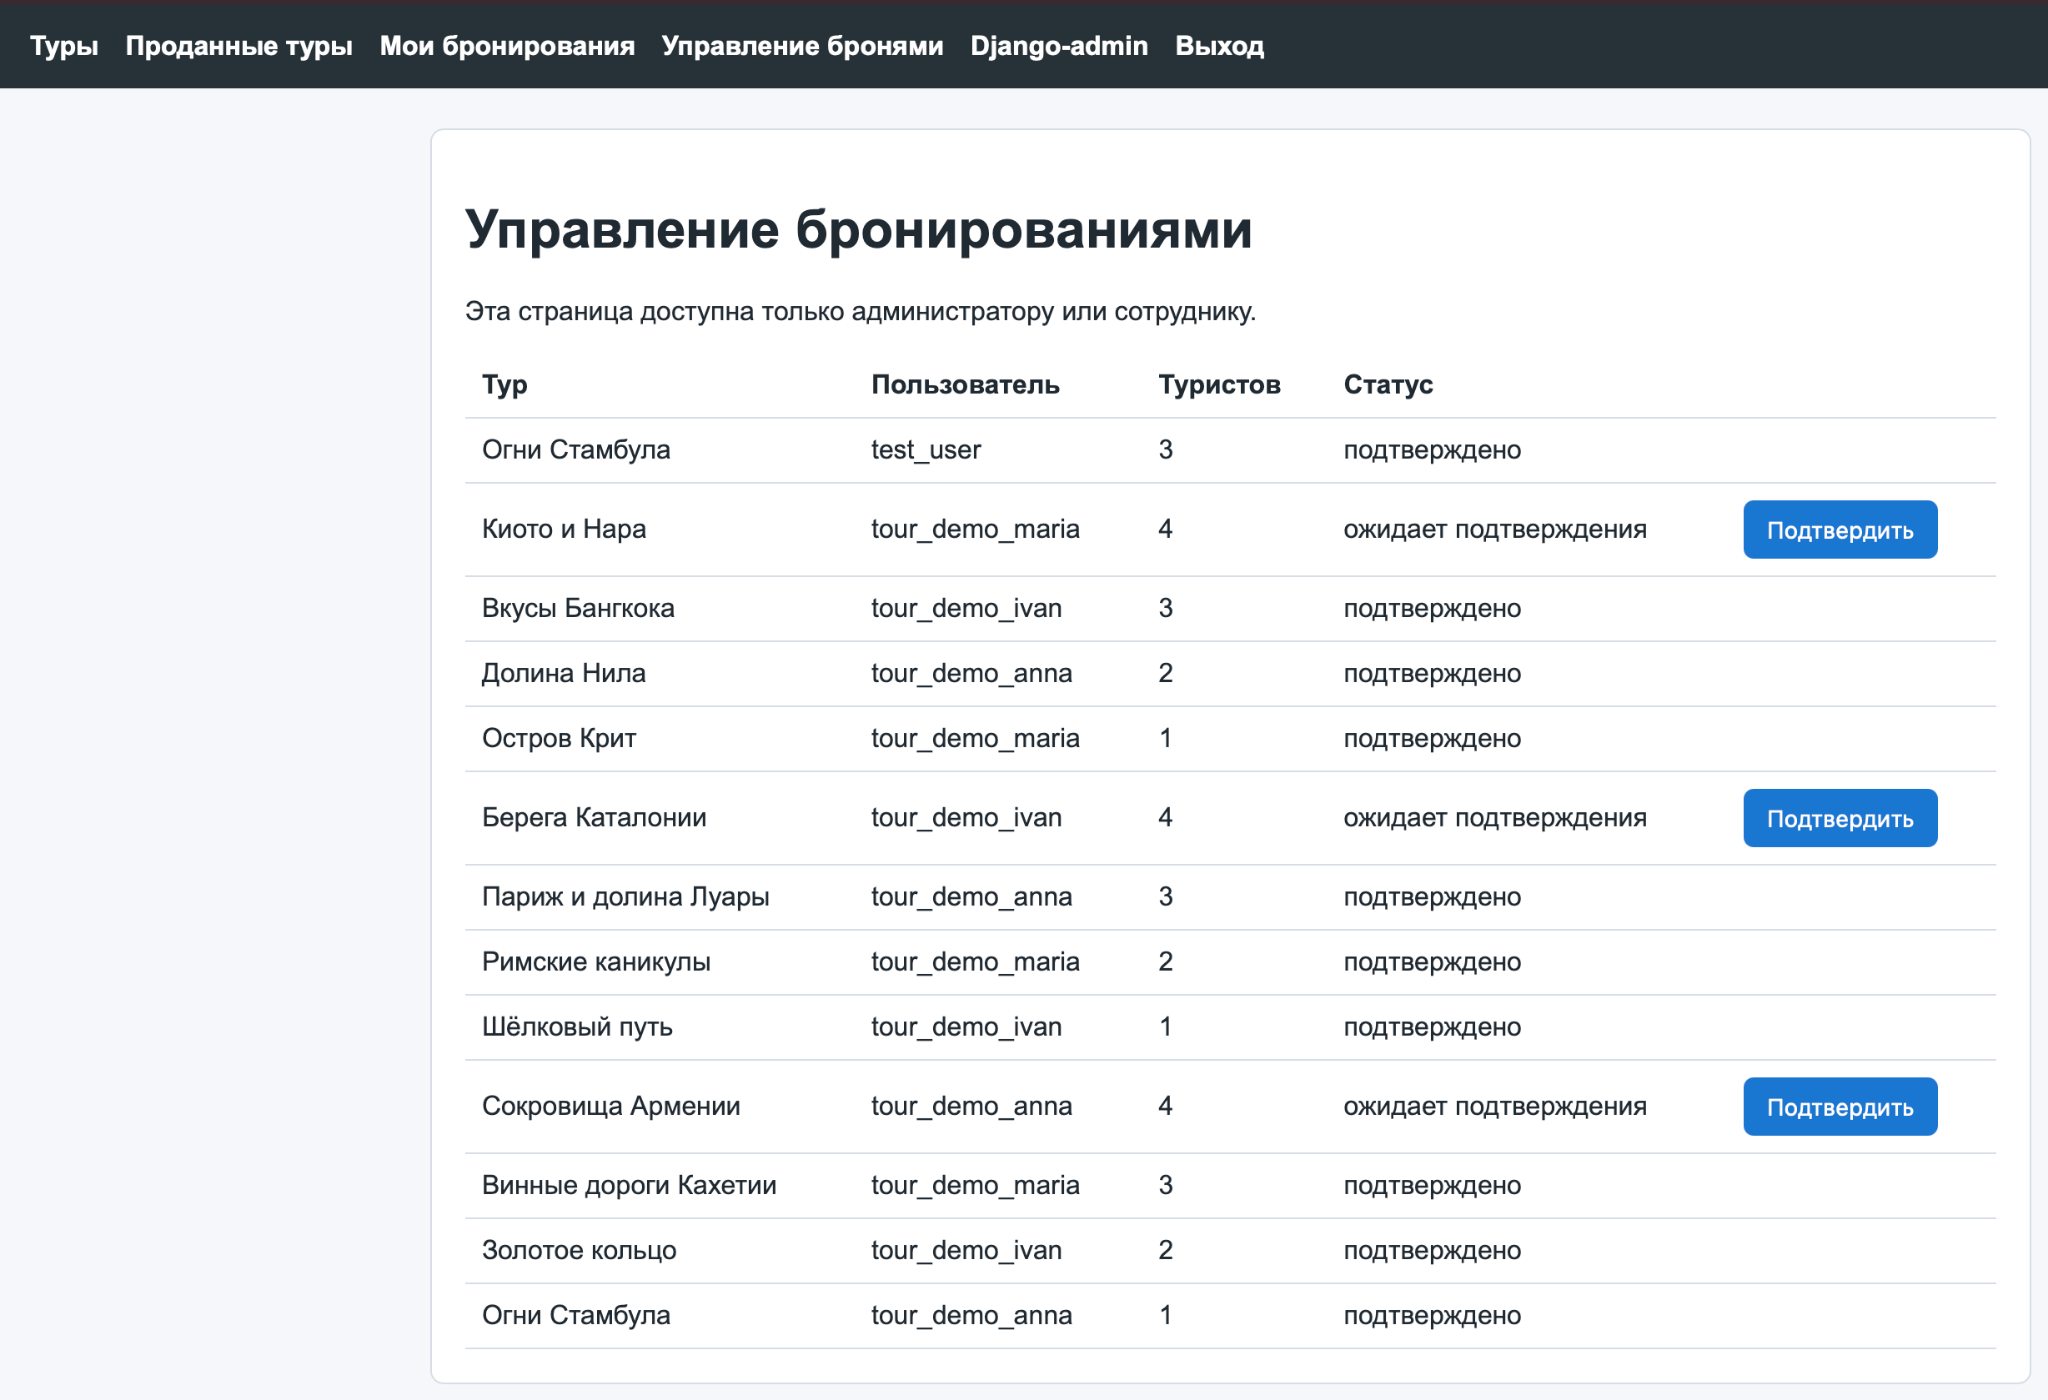 Туры Проданные туры Мои бронирования Управление бронями Django-admin Выход
Управление бронированиями
Эта страница доступна только администратору или сотруднику.
Тур Пользователь Туристов Статус
Огни Стамбула test_user 3 подтверждено
Киото и Нара tour_demo_maria 4 ожидает подтверждения Подтвердить
Вкусы Бангкока tour_demo_ivan 3 подтверждено
Долина Нила tour_demo_anna 2 подтверждено
Остров Крит tour_demo_maria 1 подтверждено
Берега Каталонии tour_demo_ivan 4 ожидает подтверждения Подтвердить
Париж и долина Луары tour_demo_anna 3 подтверждено
Римские каникулы tour_demo_maria 2 подтверждено
Шёлковый путь tour_demo_ivan 1 подтверждено
Сокровища Армении tour_demo_anna 4 ожидает подтверждения Подтвердить
Винные дороги Кахетии tour_demo_maria 3 подтверждено
Золотое кольцо tour_demo_ivan 2 подтверждено
Огни Стамбула tour_demo_anna 1 подтверждено